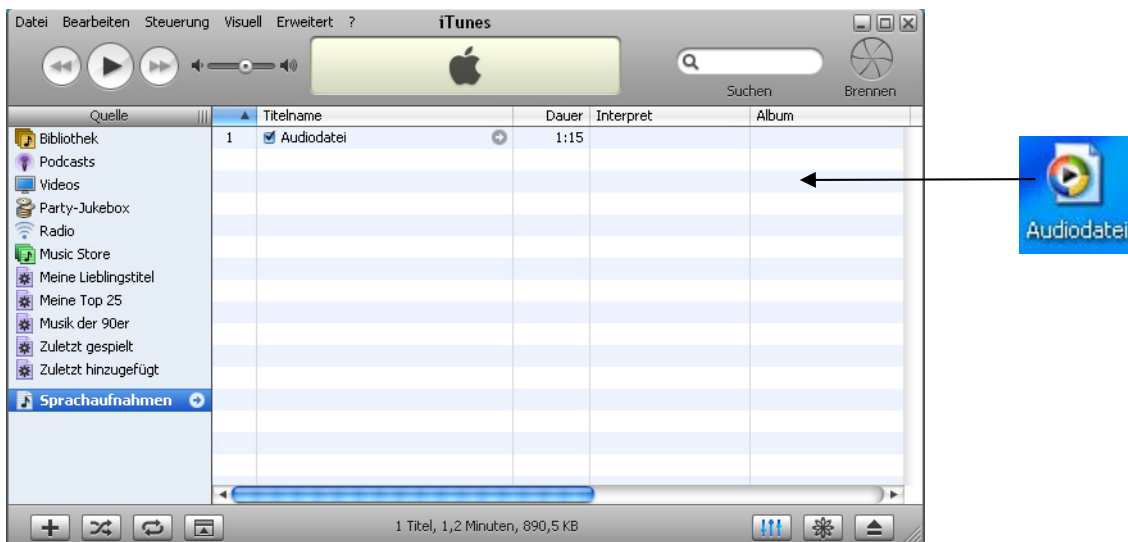 Datei Bearbeiten Steuerung Visuell Erweitert ? iTunes
Suchen Brennen
Quelle Titelname Dauer Interpret Album
Bibliothek 1 Audiodatei 1:15
Podcasts
Videos
Party-Jukebox
Radio
Music Store
Meine Lieblingstitel
Meine Top 25
Musik der 90er
Zuletzt gespielt
Zuletzt hinzugefügt
Sprachaufnahmen
Audiodatei
1 Titel, 1,2 Minuten, 890,5 KB